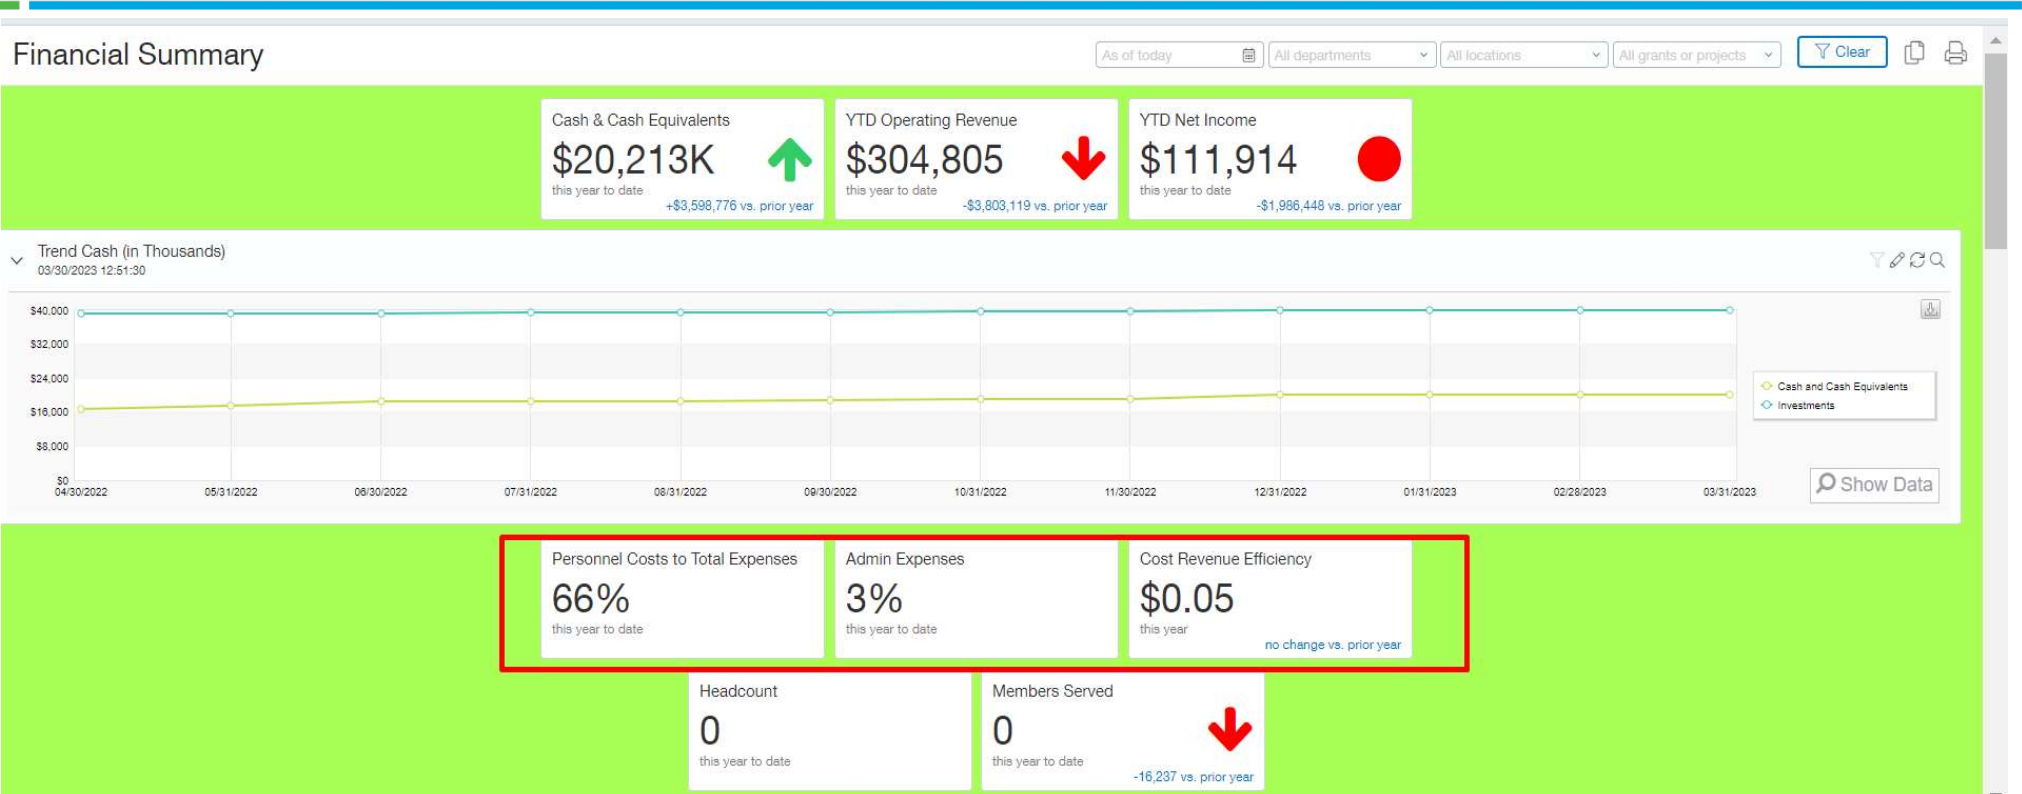 Financial Summary
As of today
All departments
All locations
All grants or projects
Clear
Cash & Cash Equivalents
$20,213K
this year to date
+$3,598,776 vs. prior year
YTD Operating Revenue
$304,805
this year to date
-$3,803,119 vs. prior year
YTD Net Income
$111,914
this year to date
-$1,986,448 vs. prior year
Trend Cash (in Thousands)
03/30/2023 12:51:30
$40,000
$32,000
$24,000
$16,000
$8,000
$0
04/30/2022
05/31/2022
06/30/2022
07/31/2022
08/31/2022
09/30/2022
10/31/2022
11/30/2022
12/31/2022
01/31/2023
02/28/2023
03/31/2023
Cash and Cash Equivalents
Investments
Show Data
Personnel Costs to Total Expenses
66%
this year to date
Admin Expenses
3%
this year to date
Cost Revenue Efficiency
$0.05
this year
no change vs. prior year
Headcount
0
this year to date
Members Served
0
this year to date
-16,237 vs. prior year